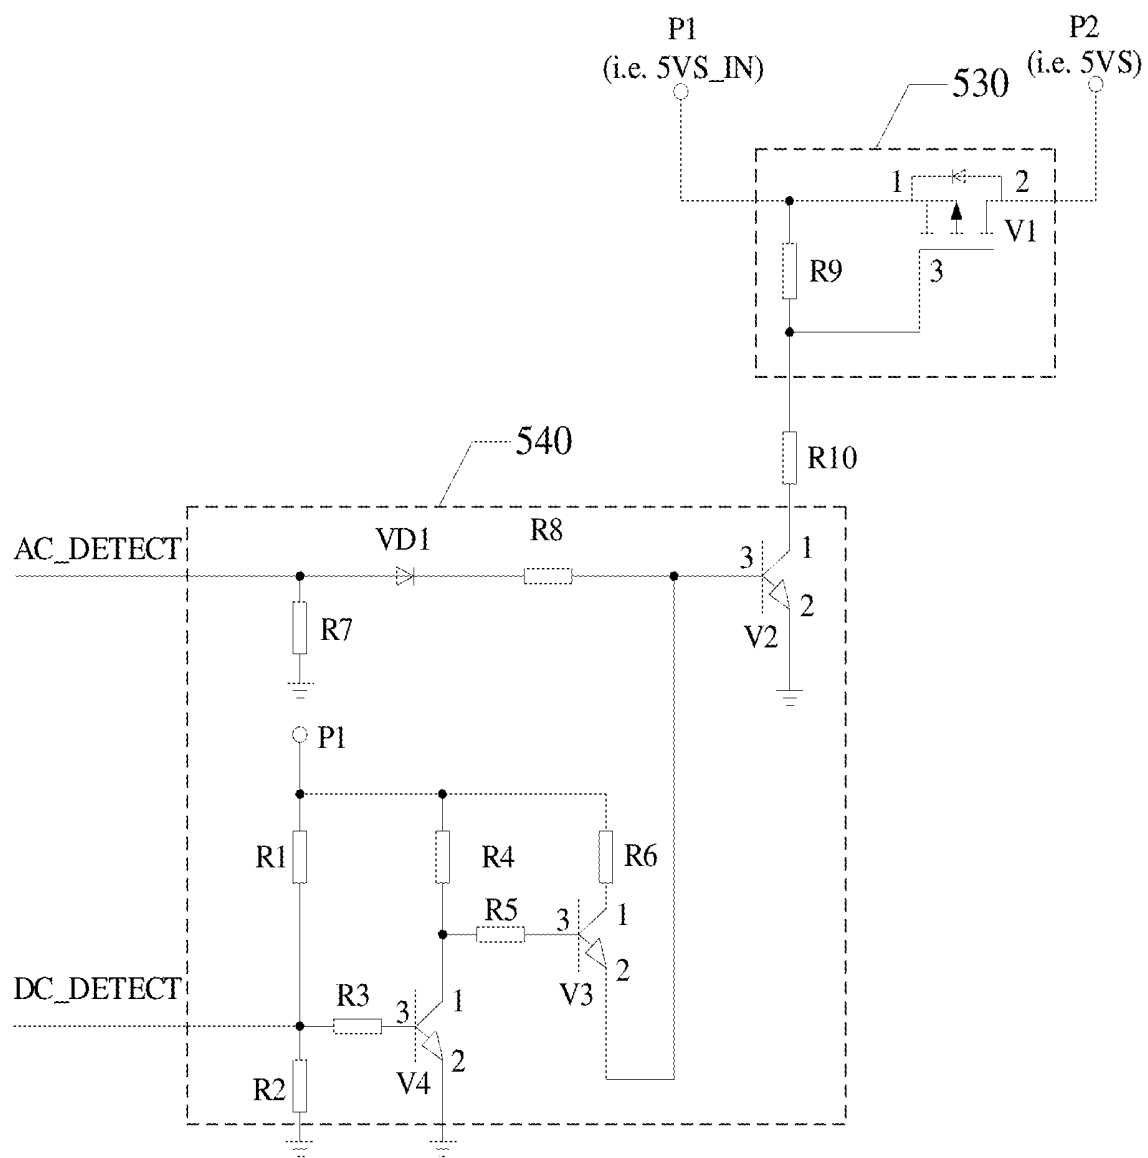 P1
(i.e. 5VS_IN)
P2
(i.e. 5VS)
530
1
2
V1
R9
3
540
R10
AC_DETECT
VD1
R8
3
1
2
V2
R7
P1
R1
R4
R6
R5
3
1
2
V3
DC_DETECT
R3
3
1
2
V4
R2